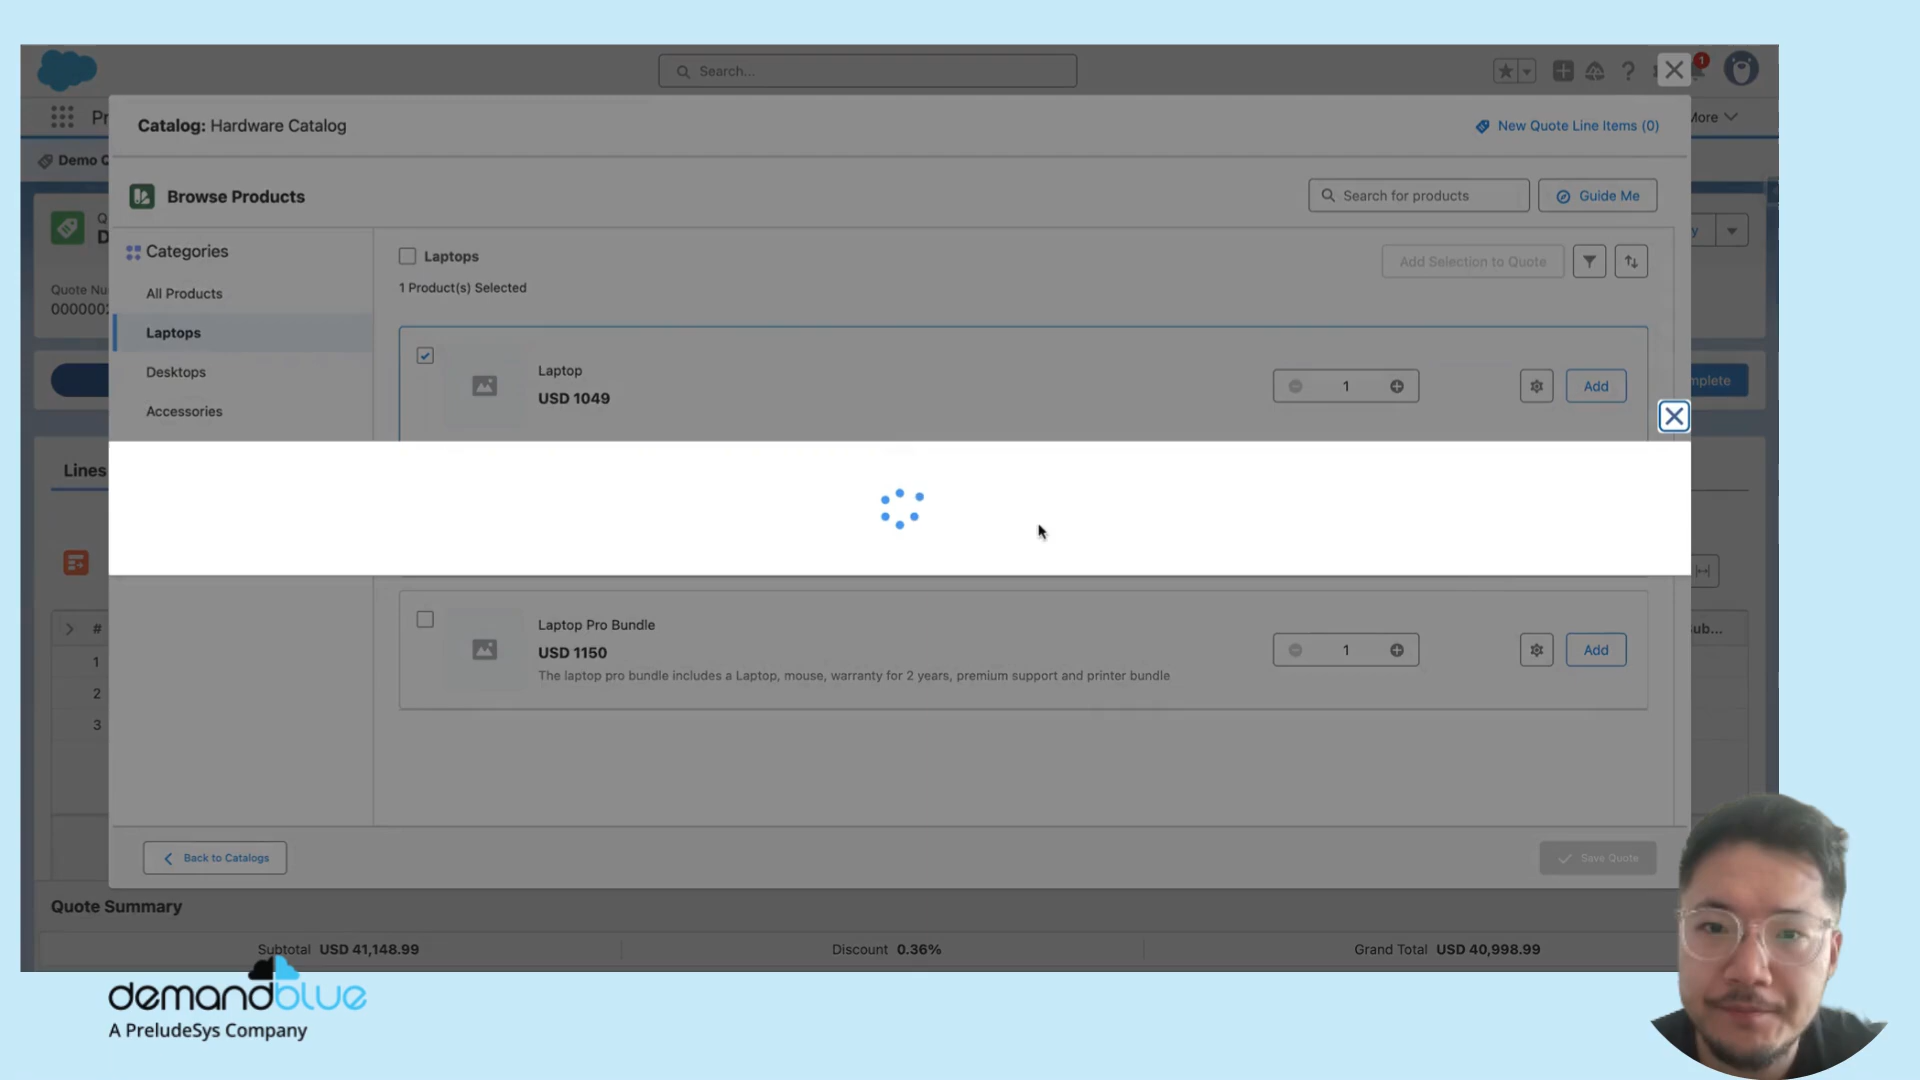 Search...
1
Pr
More
Catalog: Hardware Catalog
New Quote Line Items (0)
Demo Q
Browse Products
Search for products
Guide Me
Q
D
y
Categories
Laptops
Add Selection to Quote
1 Product(s) Selected
Quote Nu
000000
All Products
Laptops
Desktops
Accessories
Laptop
USD 1049
1
Add
mplete
Lines
#
1
2
3
ub...
Laptop Pro Bundle
USD 1150
The laptop pro bundle includes a Laptop, mouse, warranty for 2 years, premium support and printer bundle
1
Add
Back to Catalogs
Save Quote
Quote Summary
Subtotal USD 41,148.99
Discount 0.36%
Grand Total USD 40,998.99
demandblue
A PreludeSys Company